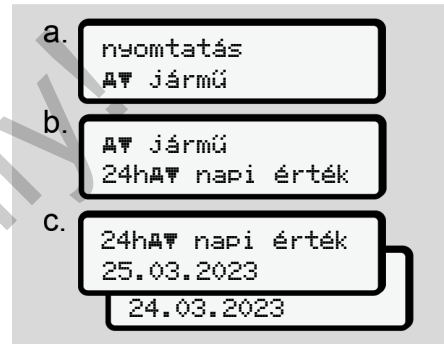 a.
nyomtatás
jármű
b.
jármű
24h napi érték
c.
24h napi érték
25.03.2023
24.03.2023